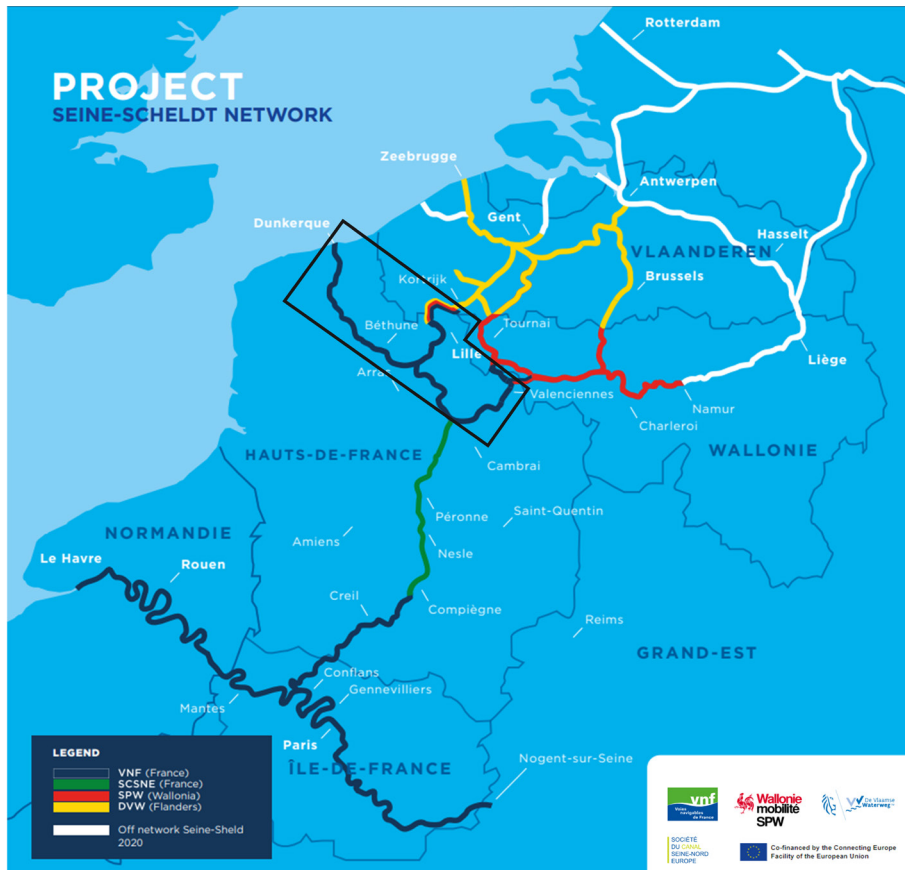 PROJECT
SEINE-SCHELDT NETWORK
Rotterdam
Zeebrugge
Antwerpen
Dunkerque
Gent
Hasselt
VLAANDEREN
Kortrijk
Brussels
Béthune
Tournai
Lille
Liège
Arras
Valenciennes
Namur
Charleroi
HAUTS-DE-FRANCE
WALLONIE
Cambrai
Péronne
Saint-Quentin
NORMANDIE
Amiens
Nesle
Le Havre
Rouen
Creil
Compiègne
Reims
GRAND-EST
Conflans
Gennevilliers
Mantes
Paris
Nogent-sur-Seine
ÎLE-DE-FRANCE
LEGEND
VNF (France)
SCSNE (France)
SPW (Wallonia)
DVW (Flanders)
Off network Seine-Sheld
2020
vnf
Voies
navigables
de France
Wallonie
mobilité
SPW
De Vlaamse
Waterweg
SOCIÉTÉ
DU CANAL
SEINE-NORD
EUROPE
Co-financed by the Connecting Europe
Facility of the European Union